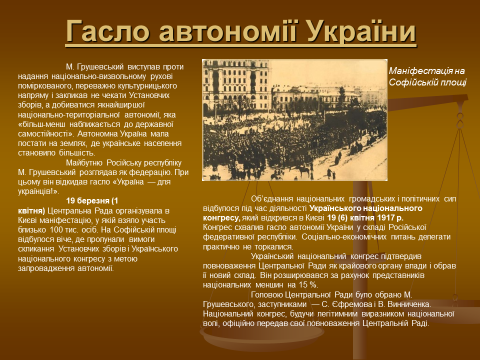 Гасло автономії України
М. Грушевський виступав проти
надання національно-визвольному рухові
поміркованого, переважно культурницького
напряму і закликав не чекати Установчих
зборів, а добиватися якнайширшої
національно-територіальної автономії, яка
«більш-менш наближається до державної
самостійності». Автономна Україна мала
постати на землях, де українське населення
становило більшість.
Майбутню Російську республіку
М. Грушевський розглядав як федерацію. При
цьому він відкидав гасло «Україна — для
українців!».
19 березня (1
квітня) Центральна Рада організувала в
Києві маніфестацію, у якій взяло участь
близько 100 тис. осіб. На Софійській площі
відбулося віче, де пролунали вимоги
скликання Установчих зборів і Українського
національного конгресу з метою
запровадження автономії.
Маніфестація на
Софійській площі
Об’єднання національних громадських і політичних сил
відбулося під час діяльності Українського національного
конгресу, який відкрився в Києві 19 (6) квітня 1917 р.
Конгрес схвалив гасло автономії України у складі Російської
федеративної республіки. Соціально-економічних питань делегати
практично не торкалися.
Український національний конгрес підтвердив
повноваження Центральної Ради як крайового органу влади і обрав
її новий склад. Він розширювався за рахунок представників
національних меншин на 15 %.
Головою Центральної Ради було обрано М.
Грушевського, заступниками — С. Єфремова і В. Винниченка.
Національний конгрес, будучи легітимним виразником національної
волі, офіційно передав свої повноваження Центральній Раді.